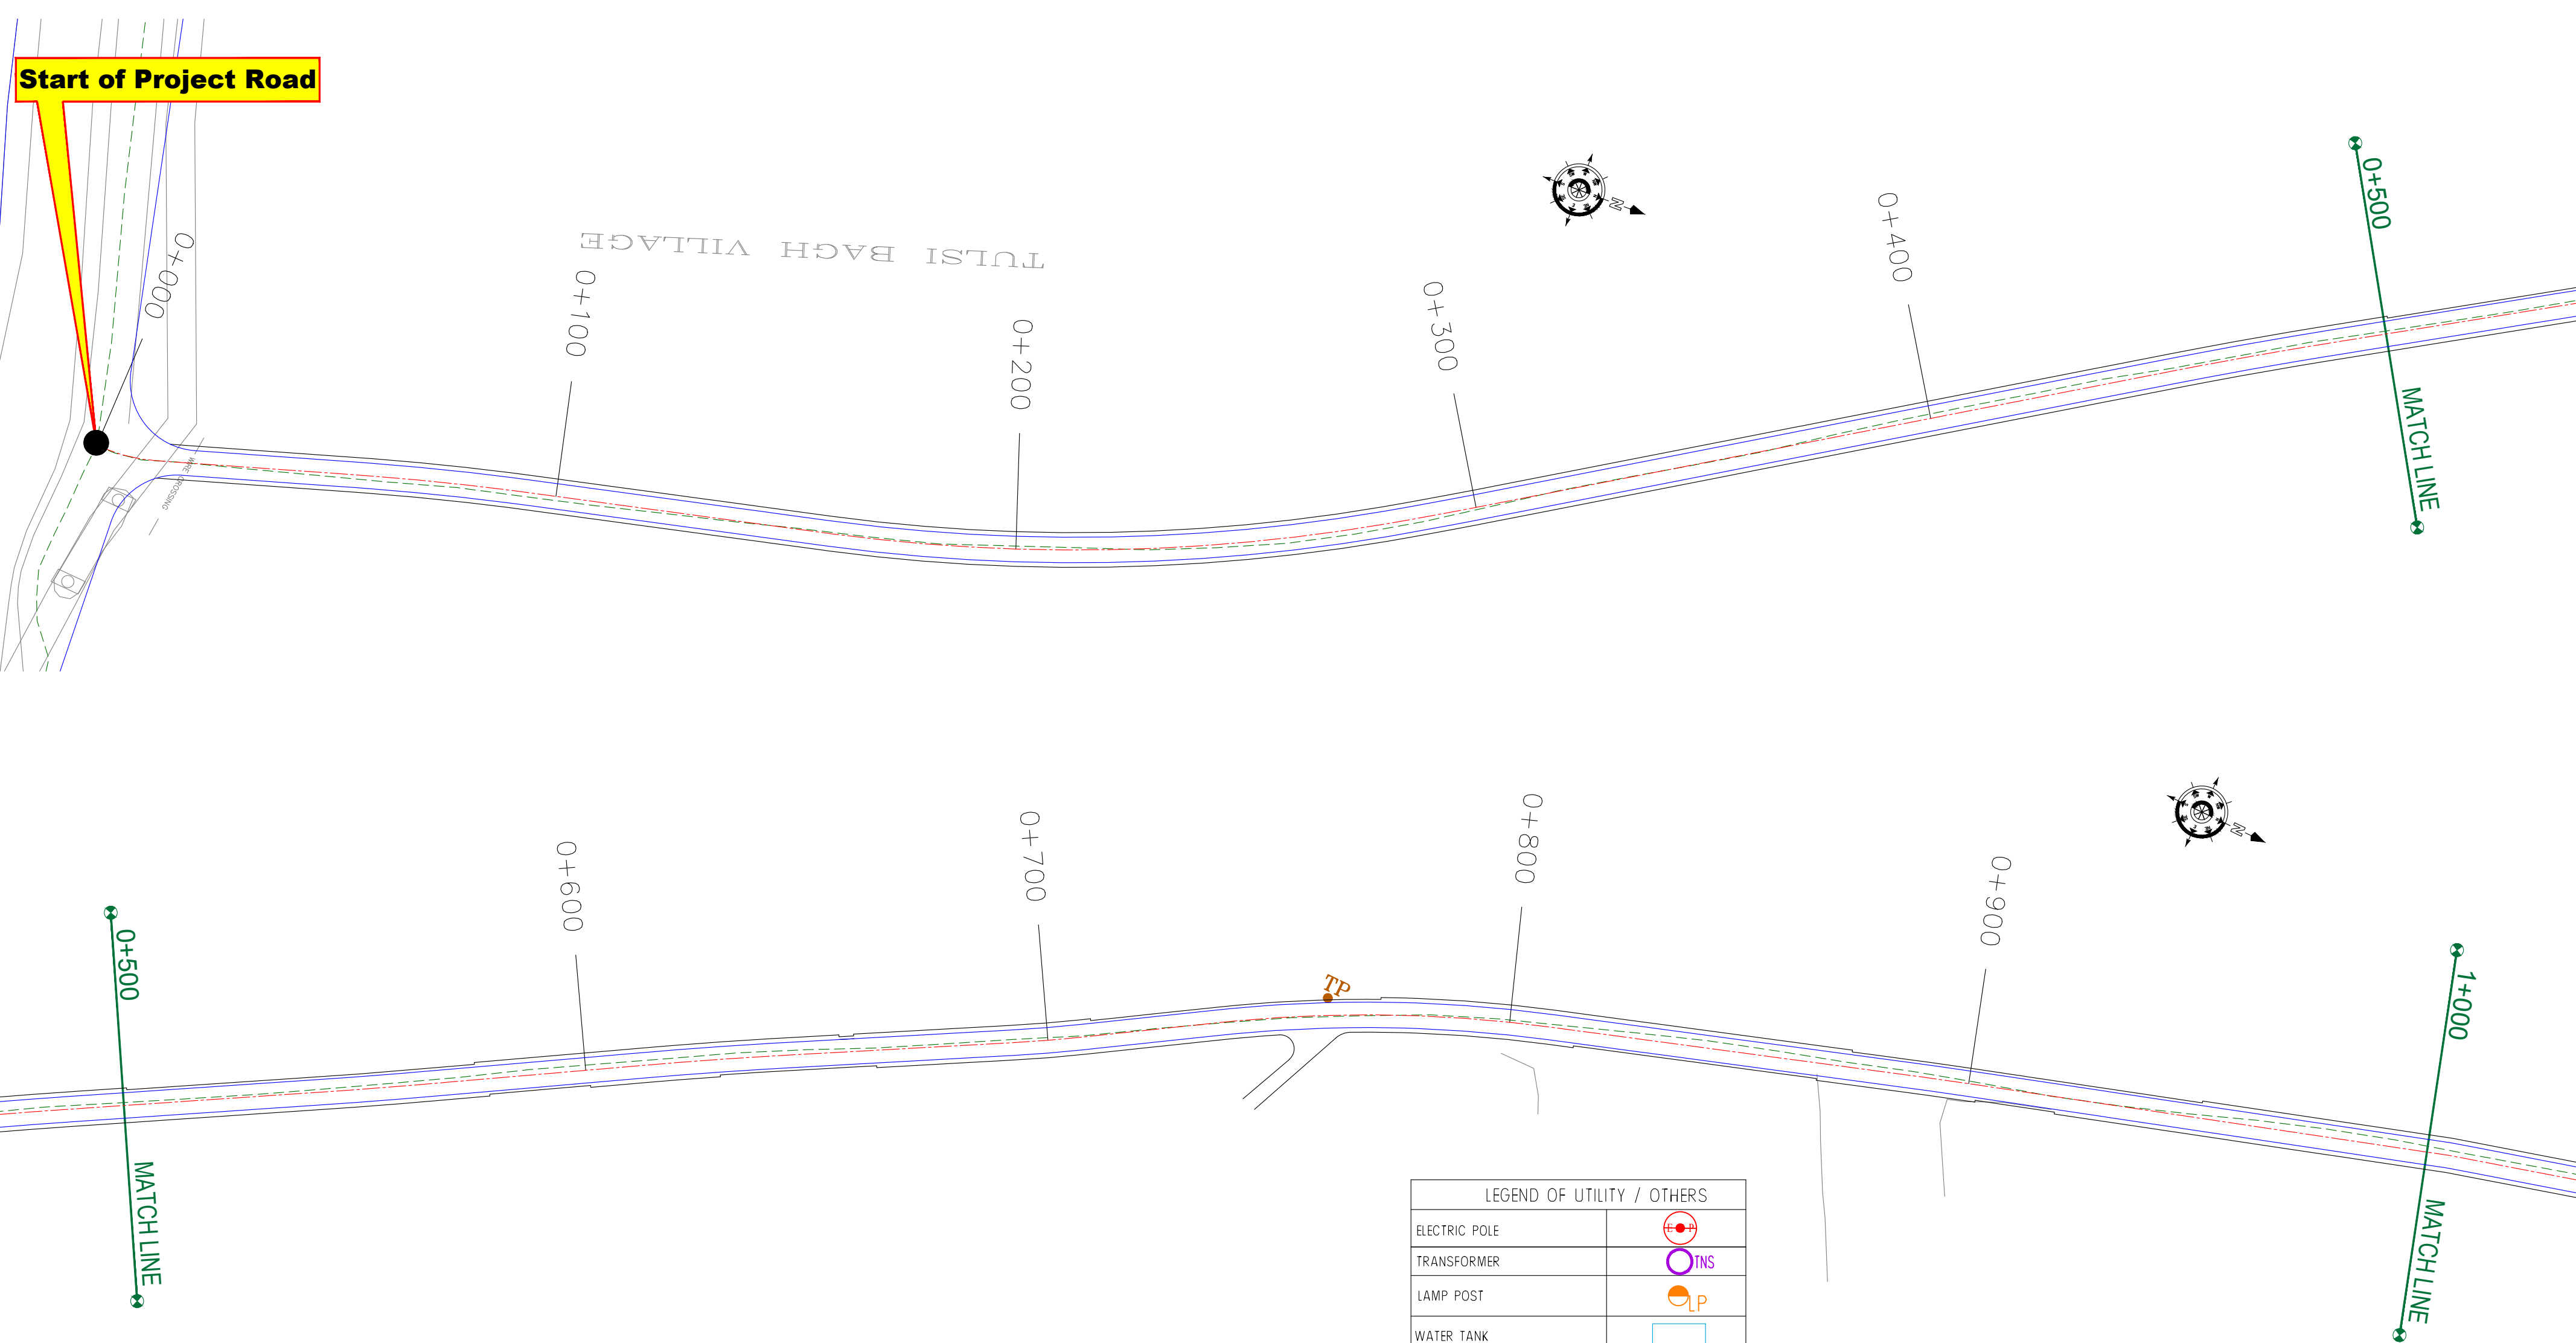 Start of Project Road
0+000
TULSI BAGH VILLAGE
0+100
0+200
0+300
0+400
0+500
MATCH LINE
N
WIRE CROSSING
0+500
MATCH LINE
0+600
0+700
TP
0+800
0+900
N
1+000
MATCH LINE
LEGEND OF UTILITY / OTHERS
ELECTRIC POLE
E P
TRANSFORMER
TNS
LAMP POST
LP
WATER TANK